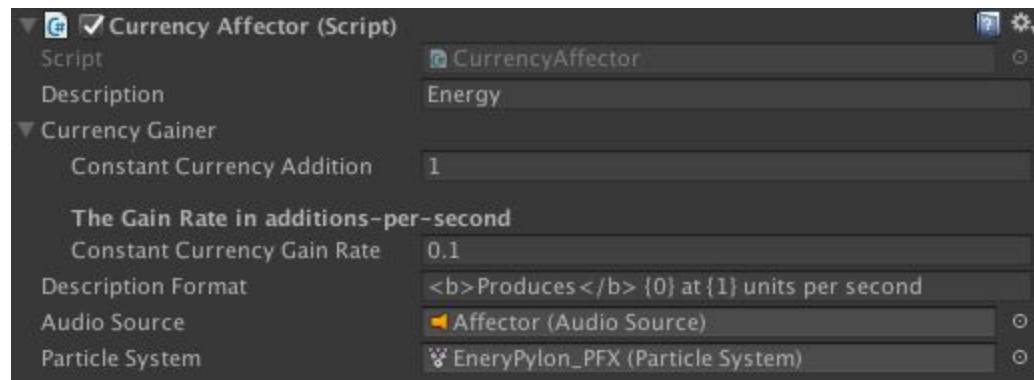 Currency Affector (Script)
Script CurrencyAffector
Description Energy
Currency Gainer
Constant Currency Addition 1
The Gain Rate in additions-per-second
Constant Currency Gain Rate 0.1
Description Format <b>Produces</b> {0} at {1} units per second
Audio Source Affector (Audio Source)
Particle System EneryPylon_PFX (Particle System)